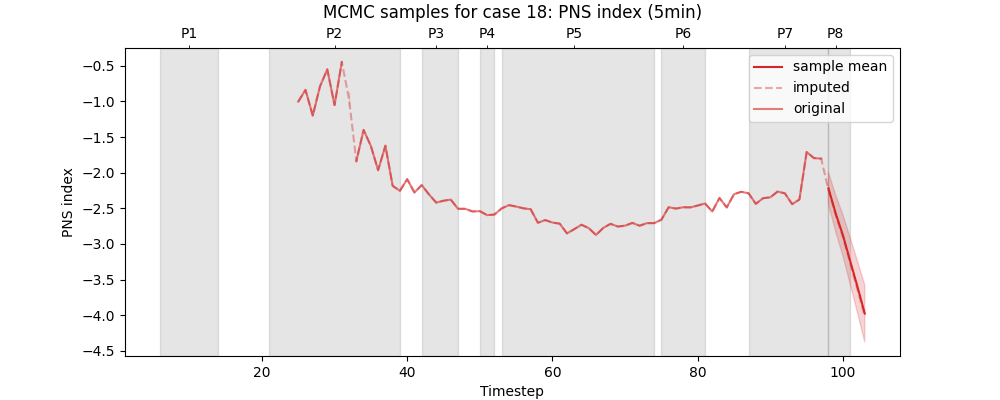 MCMC samples for case 18: PNS index (5min)
P1 P2 P3 P4 P5 P6 P7 P8
sample mean
imputed
original
−0.5
−1.0
−1.5
−2.0
−2.5
−3.0
−3.5
−4.0
−4.5
PNS index
20 40 60 80 100
Timestep